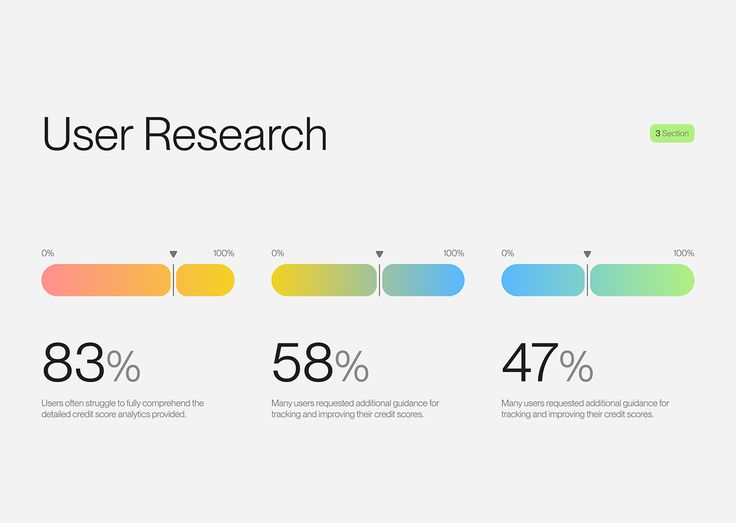 User Research
3 Section
0%
100%
0%
100%
0%
100%
83%
58%
47%
Users often struggle to fully comprehend the
detailed credit score analytics provided.
Many users requested additional guidance for
tracking and improving their credit scores.
Many users requested additional guidance for
tracking and improving their credit scores.